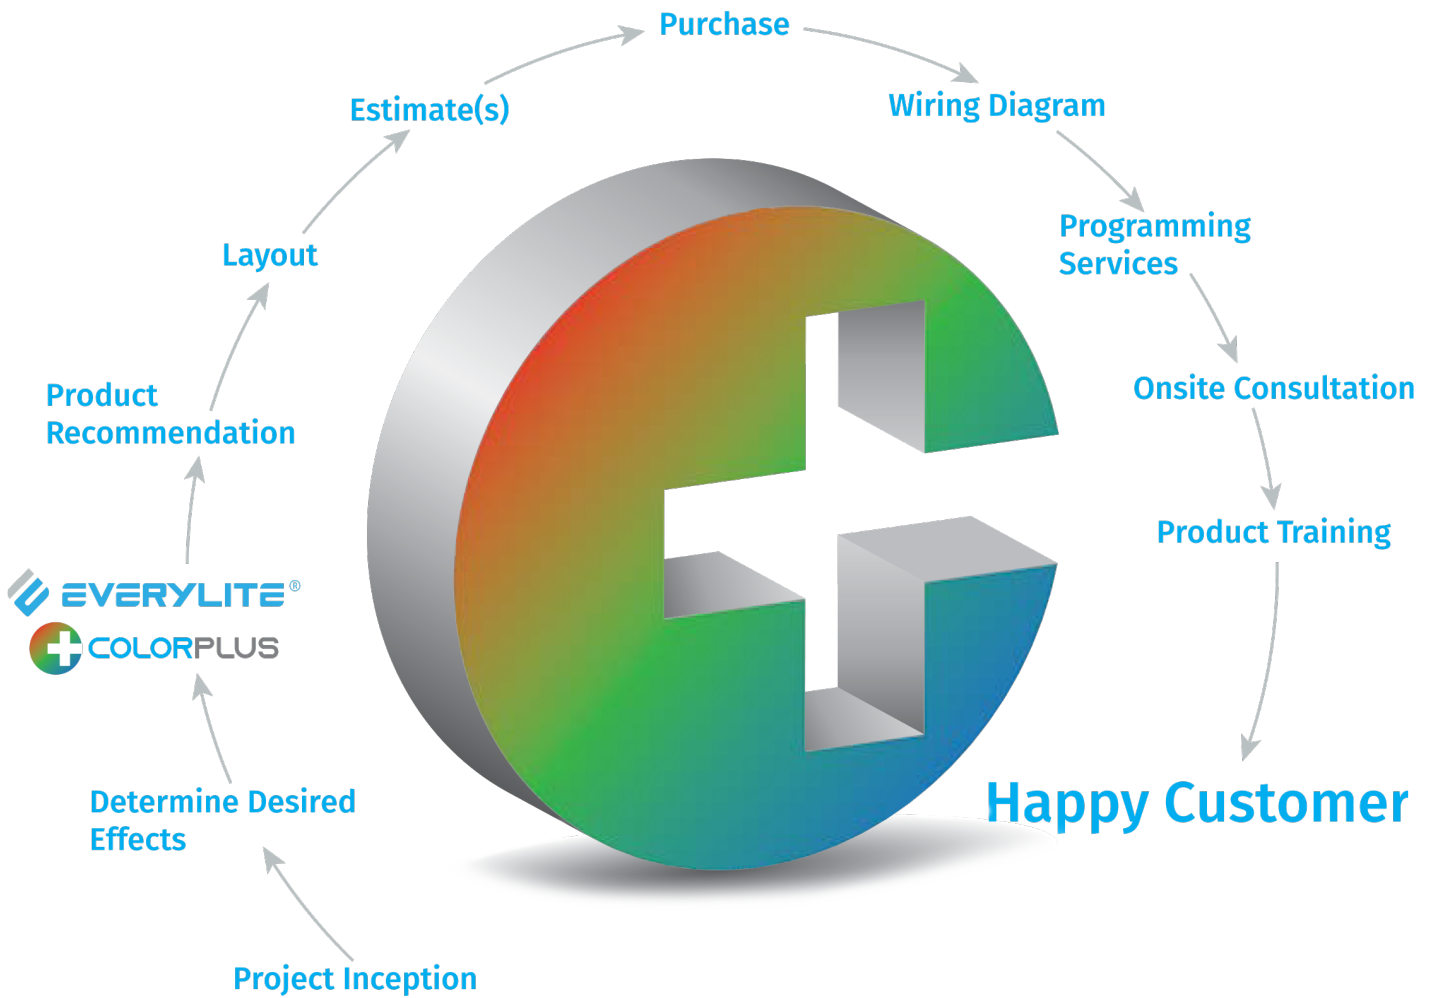 Purchase
Estimate(s)
Wiring Diagram
Programming
Services
Layout
Onsite Consultation
Product
Recommendation
Product Training
EVERYLITE®
COLORPLUS
Determine Desired
Effects
Happy Customer
Project Inception